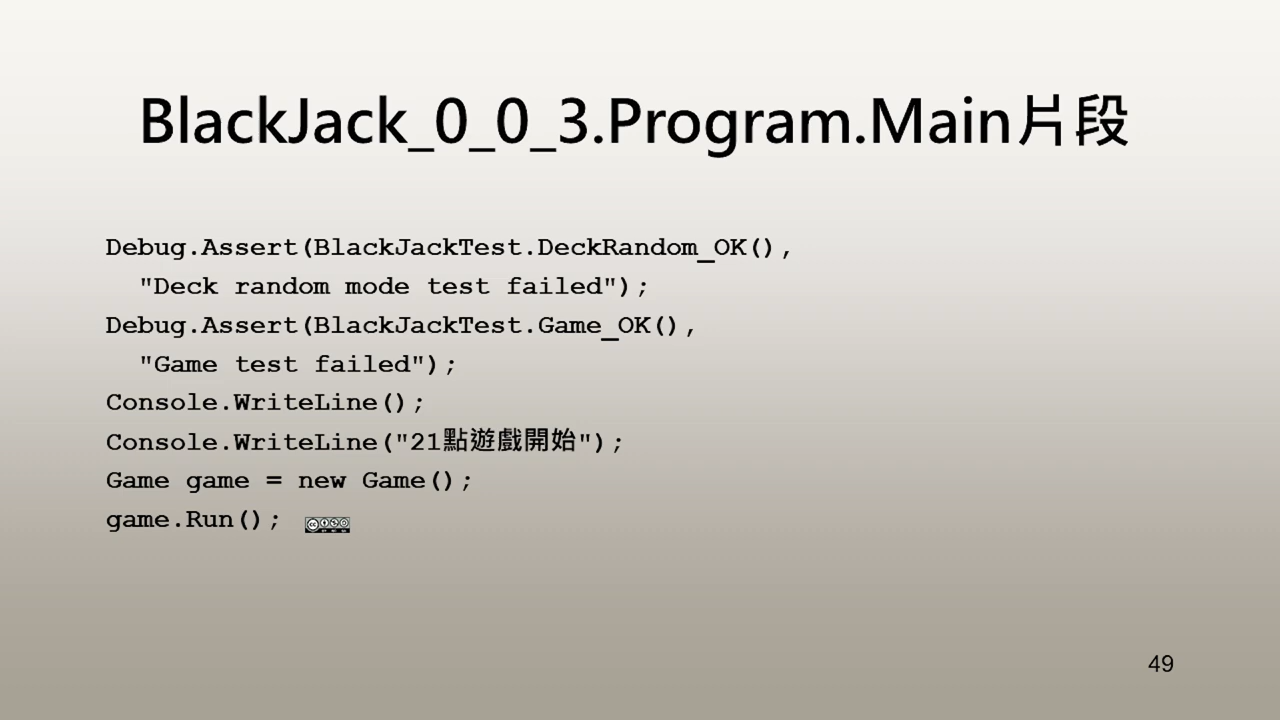 BlackJack_0_0_3.Program.Main片段
Debug.Assert(BlackJackTest.DeckRandom_OK(),
"Deck random mode test failed");
Debug.Assert(BlackJackTest.Game_OK(),
"Game test failed");
Console.WriteLine();
Console.WriteLine("21點遊戲開始");
Game game = new Game();
game.Run();
49